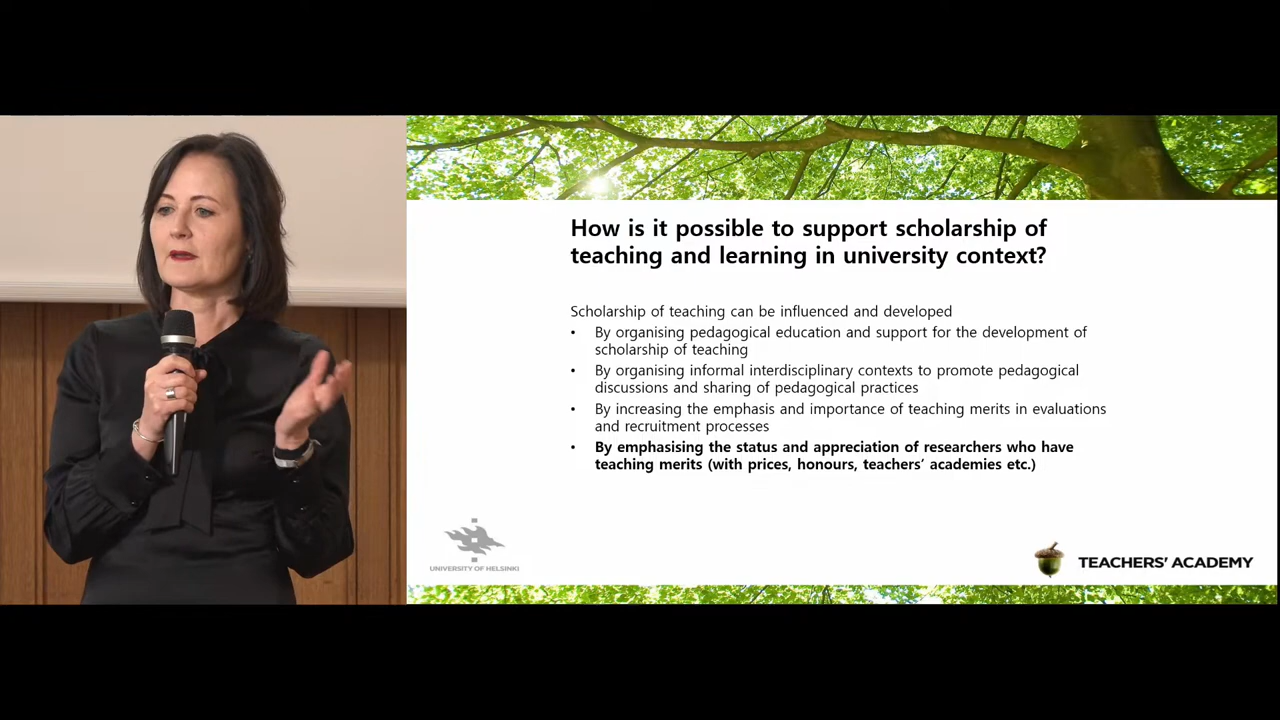 How is it possible to support scholarship of
teaching and learning in university context?
Scholarship of teaching can be influenced and developed
• By organising pedagogical education and support for the development of
scholarship of teaching
• By organising informal interdisciplinary contexts to promote pedagogical
discussions and sharing of pedagogical practices
• By increasing the emphasis and importance of teaching merits in evaluations
and recruitment processes
• By emphasising the status and appreciation of researchers who have
teaching merits (with prices, honours, teachers’ academies etc.)
UNIVERSITY OF HELSINKI
TEACHERS’ ACADEMY